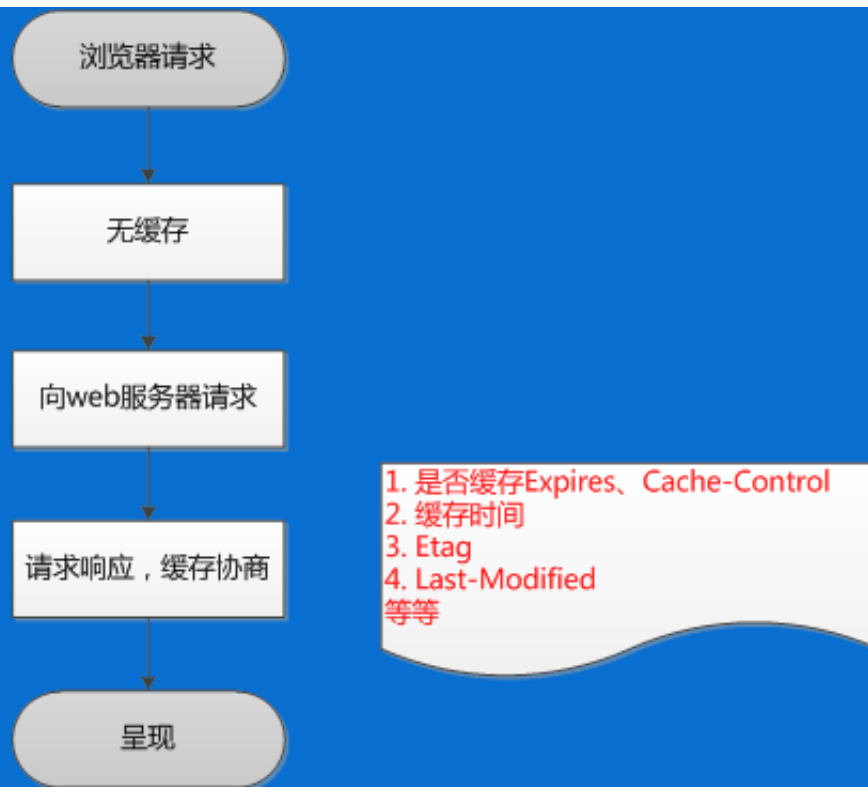 浏览器请求
无缓存
向web服务器请求
请求响应，缓存协商
1. 是否缓存Expires、Cache-Control
2. 缓存时间
3. Etag
4. Last-Modified
等等
呈现